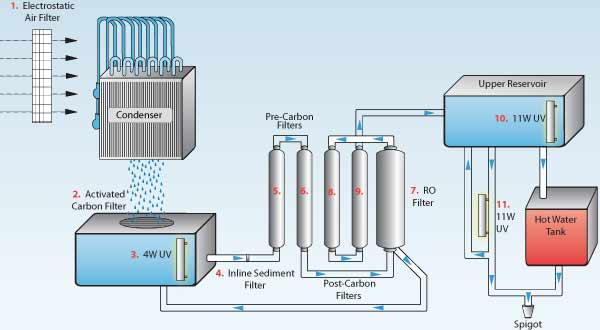 1. Electrostatic
Air Filter
Condenser
2. Activated
Carbon Filter
3. 4W UV
4. Inline Sediment
Filter
Pre-Carbon
Filters
5.
6.
8.
9.
7. RO
Filter
Post-Carbon
Filters
Upper Reservoir
10. 11W UV
11.
11W
UV
Hot Water
Tank
Spigot